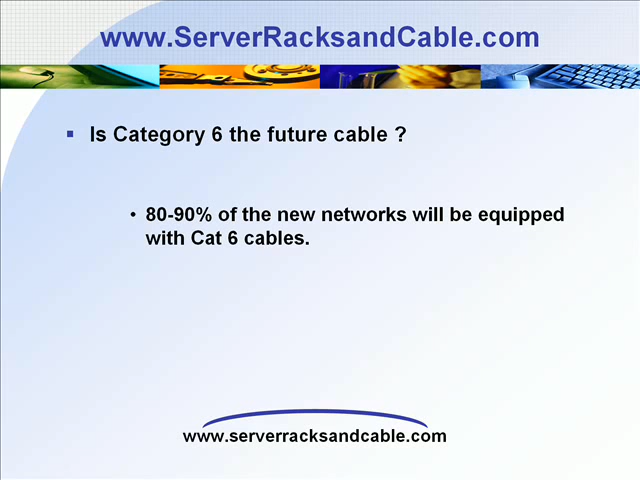 www.ServerRacksandCable.com
▪ Is Category 6 the future cable ?
• 80-90% of the new networks will be equipped
with Cat 6 cables.
www.serverracksandcable.com